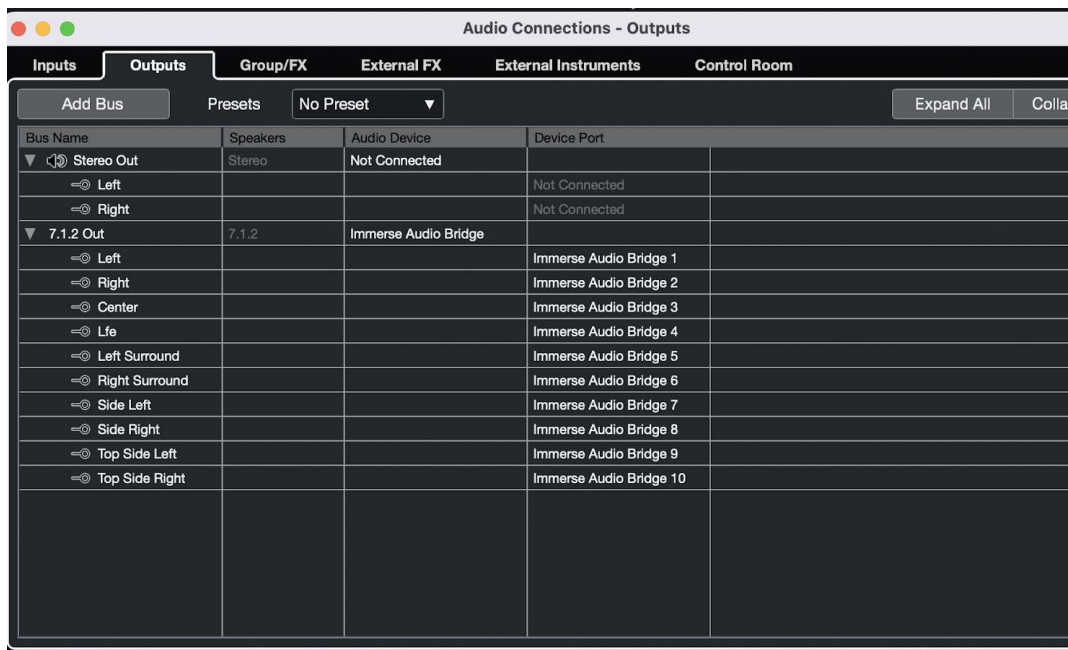 Audio Connections - Outputs
Inputs Outputs Group/FX External FX External Instruments Control Room
Add Bus Presets No Preset Expand All Colla
Bus Name Speakers Audio Device Device Port
Stereo Out Stereo Not Connected
Left Not Connected
Right Not Connected
7.1.2 Out 7.1.2 Immerse Audio Bridge
Left Immerse Audio Bridge 1
Right Immerse Audio Bridge 2
Center Immerse Audio Bridge 3
Lfe Immerse Audio Bridge 4
Left Surround Immerse Audio Bridge 5
Right Surround Immerse Audio Bridge 6
Side Left Immerse Audio Bridge 7
Side Right Immerse Audio Bridge 8
Top Side Left Immerse Audio Bridge 9
Top Side Right Immerse Audio Bridge 10